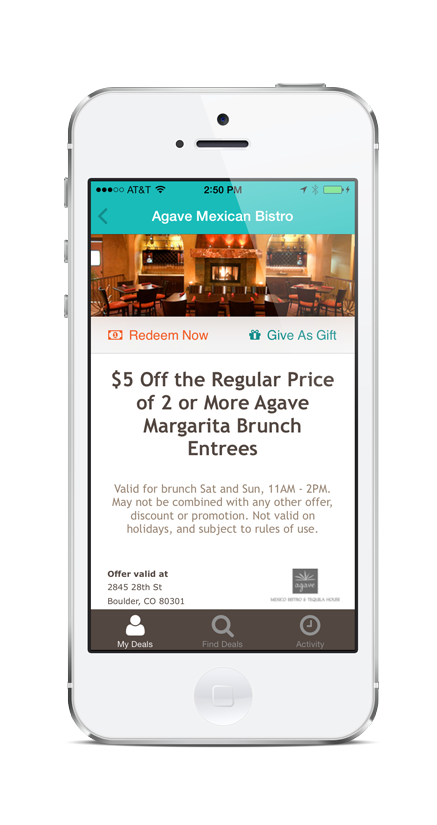 AT&T 2:50 PM
Agave Mexican Bistro
Redeem Now Give As Gift
$5 Off the Regular Price
of 2 or More Agave
Margarita Brunch
Entrees
Valid for brunch Sat and Sun, 11AM - 2PM.
May not be combined with any other offer,
discount or promotion. Not valid on
holidays, and subject to rules of use.
Offer valid at
2845 28th St
Boulder, CO 80301
agave
MEXICO BISTRO & TEQUILA HOUSE
My Deals Find Deals Activity